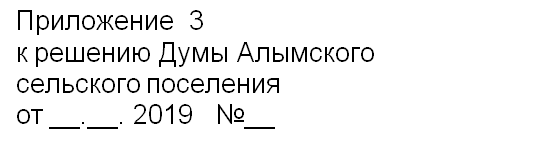 Приложение  3
к решению Думы Алымского
сельского поселения
от __.__. 2019   №__